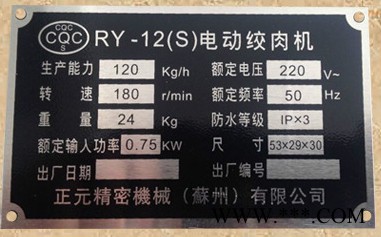 CQC
CQC
S
RY-12(S)电动绞肉机
生产能力 120 Kg/h 额定电压 220 V~
转速 180 r/min 额定频率 50 Hz
重量 24 Kg 防水等级 IP×3
额定输入功率 0.75 KW 尺寸 53×29×30
出厂日期 出厂编号
正元精密機械（蘇州）有限公司